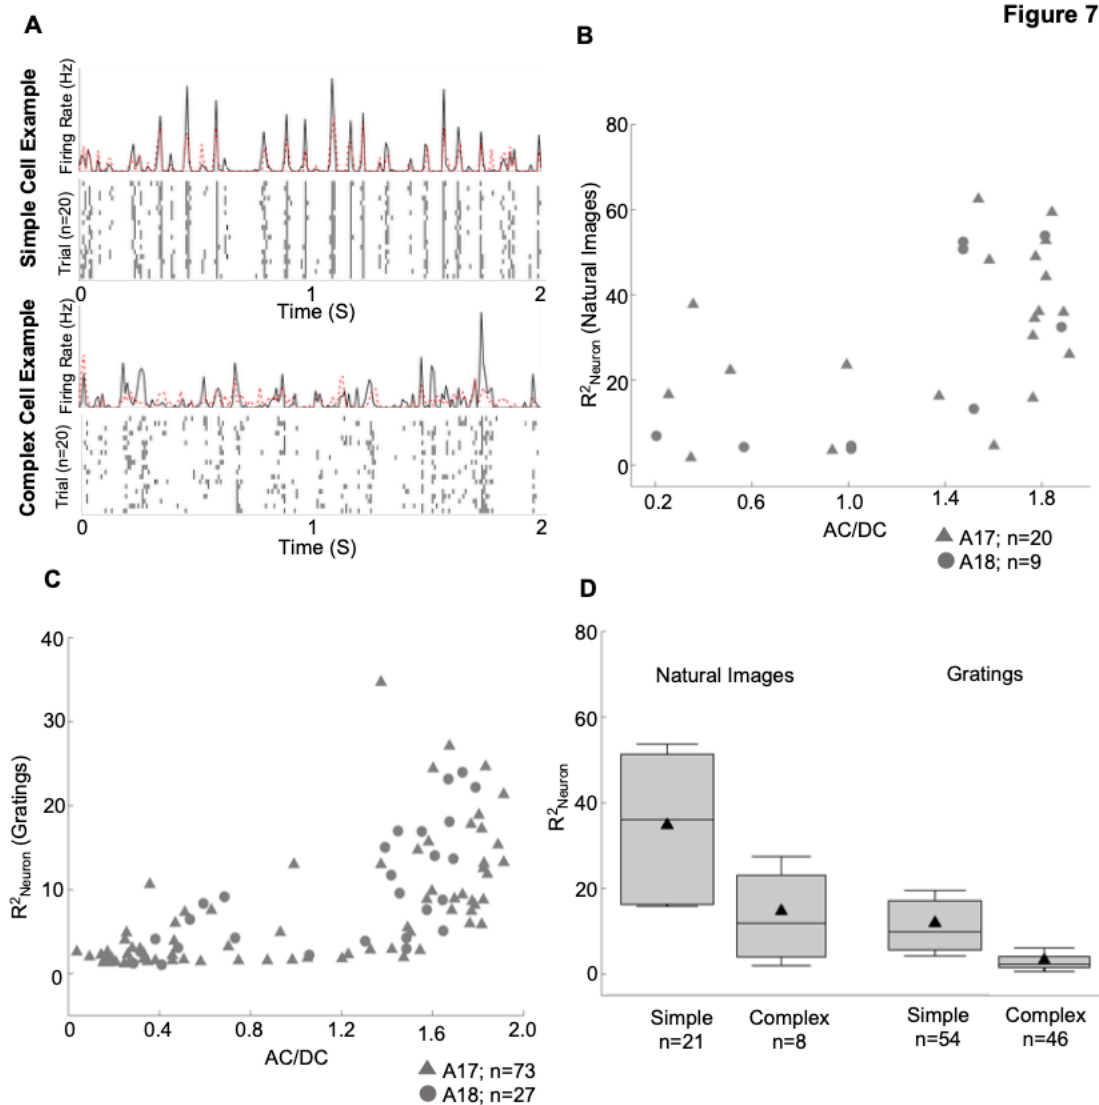 Figure 7
A
Simple Cell Example
Firing Rate (Hz)
Trial (n=20)
0 1 2
Time (S)
Complex Cell Example
Firing Rate (Hz)
Trial (n=20)
0 1 2
Time (S)
B
R²Neuron (Natural Images)
80
60
40
20
0
0.2 0.6 1.0 1.4 1.8
AC/DC
A17; n=20
A18; n=9
C
R²Neuron (Gratings)
40
30
20
10
0
0 0.4 0.8 1.2 1.6 2.0
AC/DC
A17; n=73
A18; n=27
D
R²Neuron
80
60
40
20
0
Natural Images Gratings
Simple Complex Simple Complex
n=21 n=8 n=54 n=46